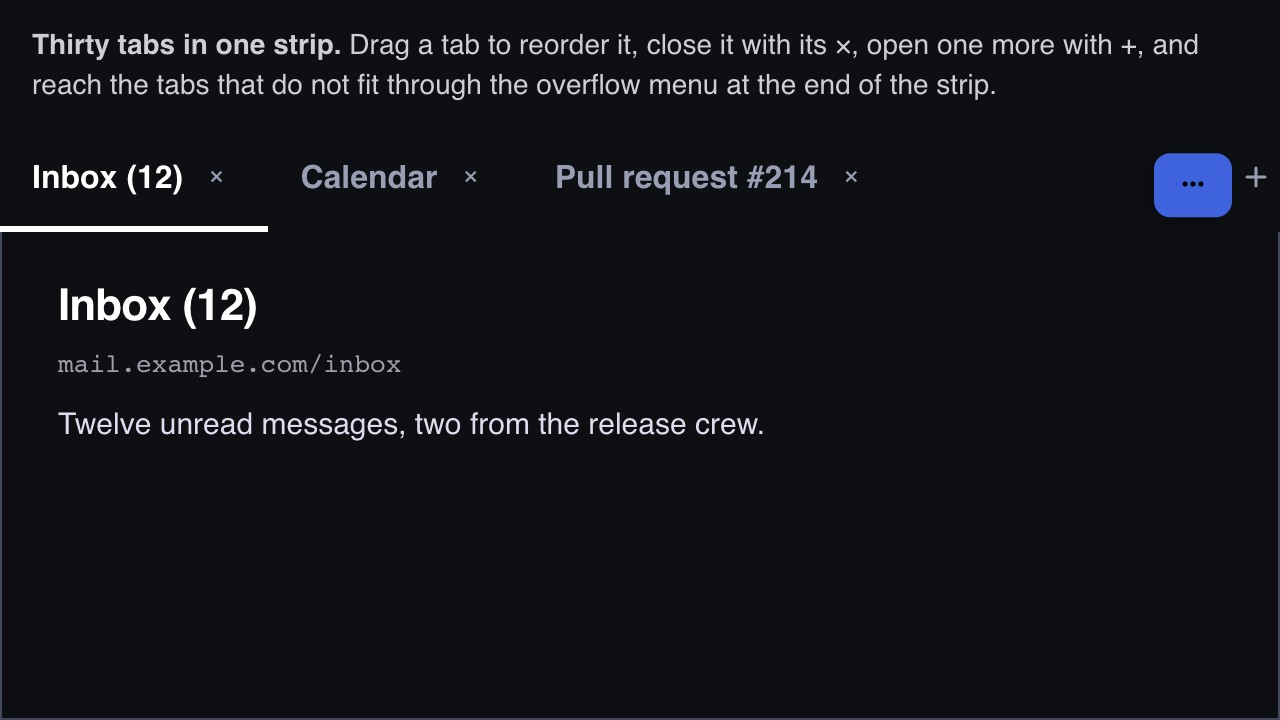 Thirty tabs in one strip. Drag a tab to reorder it, close it with its ×, open one more with +, and
reach the tabs that do not fit through the overflow menu at the end of the strip.
Inbox (12) × Calendar × Pull request #214 × ••• +
Inbox (12)
mail.example.com/inbox
Twelve unread messages, two from the release crew.